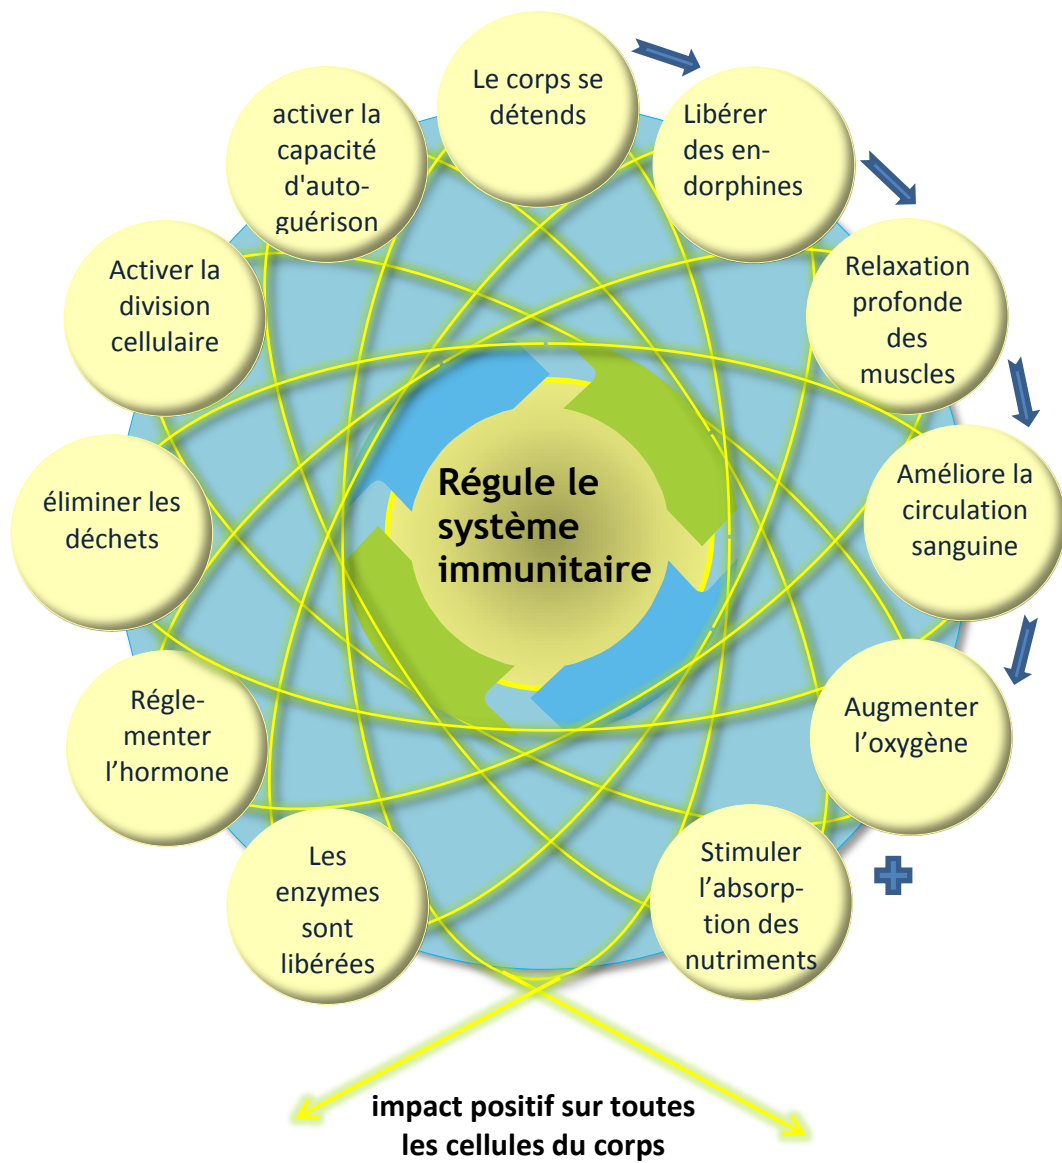 Le corps se
détends
Libérer
des en-
dorphines
Relaxation
profonde
des
muscles
Améliore la
circulation
sanguine
Augmenter
l’oxygène
Stimuler
l’absorp-
tion des
nutriments
Les
enzymes
sont
libérées
Régle-
menter
l’hormone
éliminer les
déchets
Activer la
division
cellulaire
activer la
capacité
d'auto-
guérison
Régule le
système
immunitaire
impact positif sur toutes
les cellules du corps